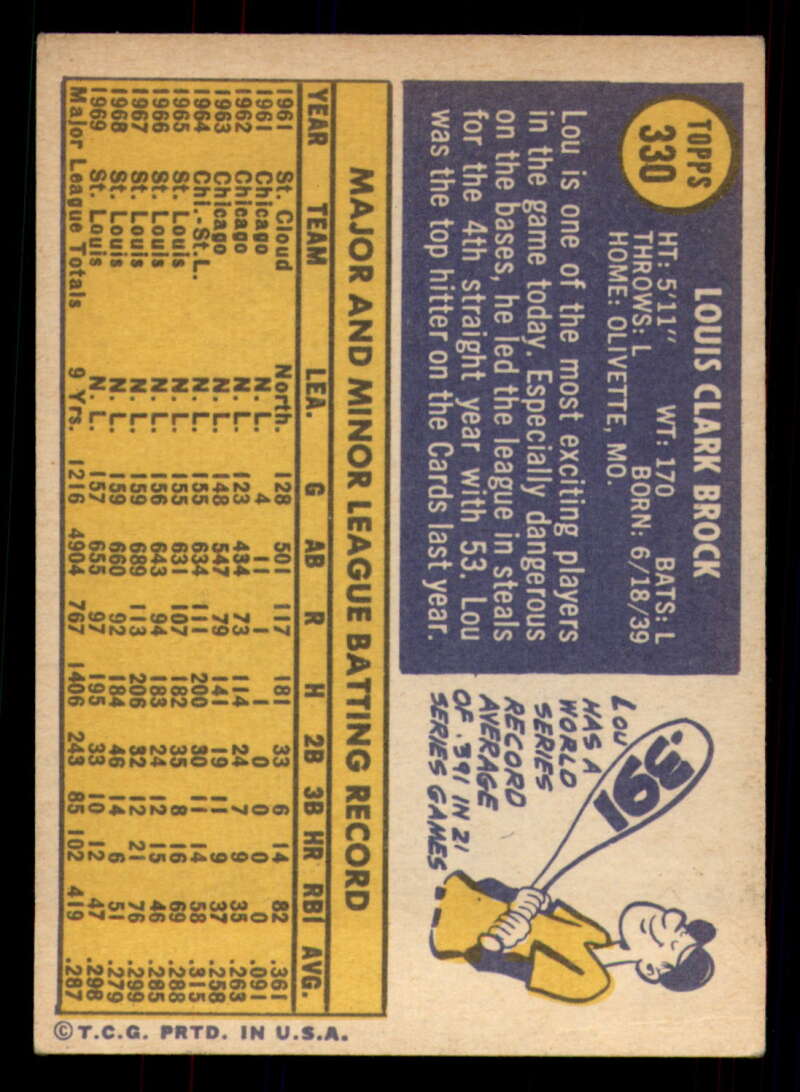 TOPPS
330
LOUIS CLARK BROCK
HT: 5'11" WT: 170 BATS: L
THROWS: L BORN: 6/18/39
HOME: OLIVETTE, MO.
Lou is one of the most exciting players
in the game today. Especially dangerous
on the bases, he led the league in steals
for the 4th straight year with 53. Lou
was the top hitter on the Cards last year.
.391
LOU
HAS A
WORLD
SERIES
RECORD
AVERAGE
OF .391 IN 21
SERIES GAMES
MAJOR AND MINOR LEAGUE BATTING RECORD
YEAR TEAM LEA. G AB R H 2B 3B HR RBI AVG.
1961 St. Cloud North. 128 501 117 181 33 6 14 82 .361
1961 Chicago N. L. 4 11 1 1 0 0 0 0 .091
1962 Chicago N. L. 123 434 73 114 24 7 9 35 .263
1963 Chicago N. L. 148 547 79 141 19 11 9 37 .258
1964 Chi.-St.L. N. L. 155 634 111 200 30 11 14 58 .315
1965 St. Louis N. L. 155 631 107 182 35 8 16 69 .288
1966 St. Louis N. L. 156 643 94 183 24 12 15 46 .285
1967 St. Louis N. L. 159 689 113 206 32 12 21 76 .299
1968 St. Louis N. L. 159 660 92 184 46 14 6 51 .279
1969 St. Louis N. L. 157 655 97 195 33 10 12 47 .298
Major League Totals 9 Yrs. 1216 4904 767 1406 243 85 102 419 .287
© T.C.G. PRTD. IN U.S.A.